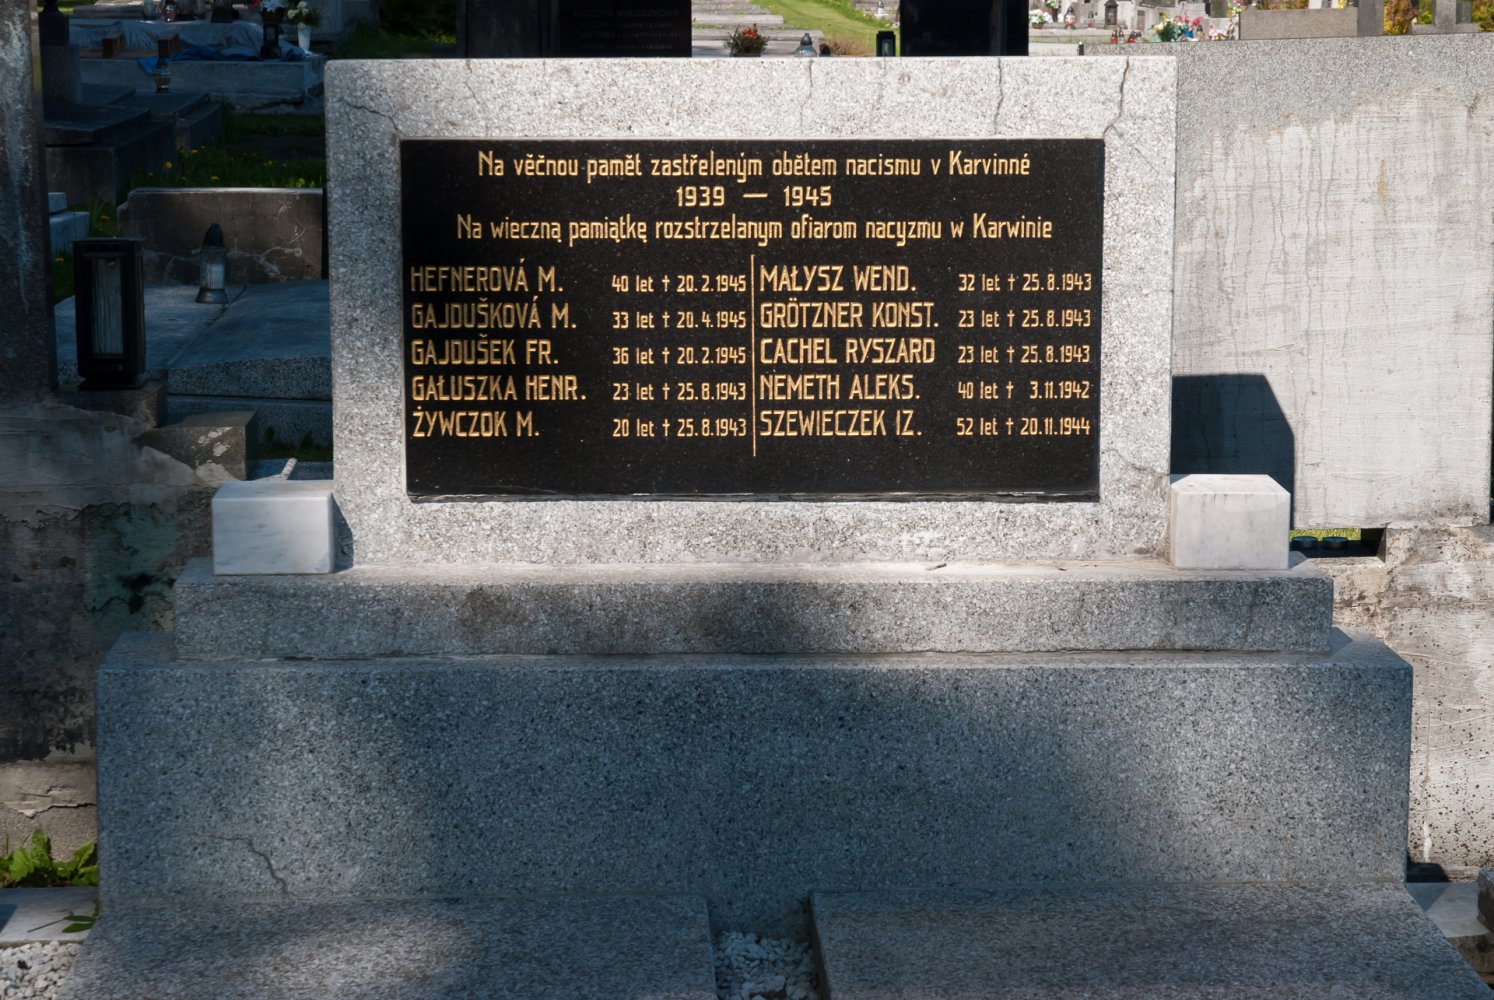 Na věčnou paměť zastřeleným obětem nacismu v Karvinné
1939 — 1945
Na wieczną pamiątkę rozstrzelanym ofiarom nacyzmu w Karwinie
HEFNEROVÁ M. 40 let † 20.2.1945
GAJDUŠKOVÁ M. 33 let † 20.4.1945
GAJDUŠEK FR. 36 let † 20.2.1945
GAŁUSZKA HENR. 23 let † 25.8.1943
ŻYWCZOK M. 20 let † 25.8.1943
MAŁYSZ WEND. 32 let † 25.8.1943
GRÖTZNER KONST. 23 let † 25.8.1943
CACHEL RYSZARD 23 let † 25.8.1943
NEMETH ALEKS. 40 let † 3.11.1942
SZEWIECZEK IZ. 52 let † 20.11.1944